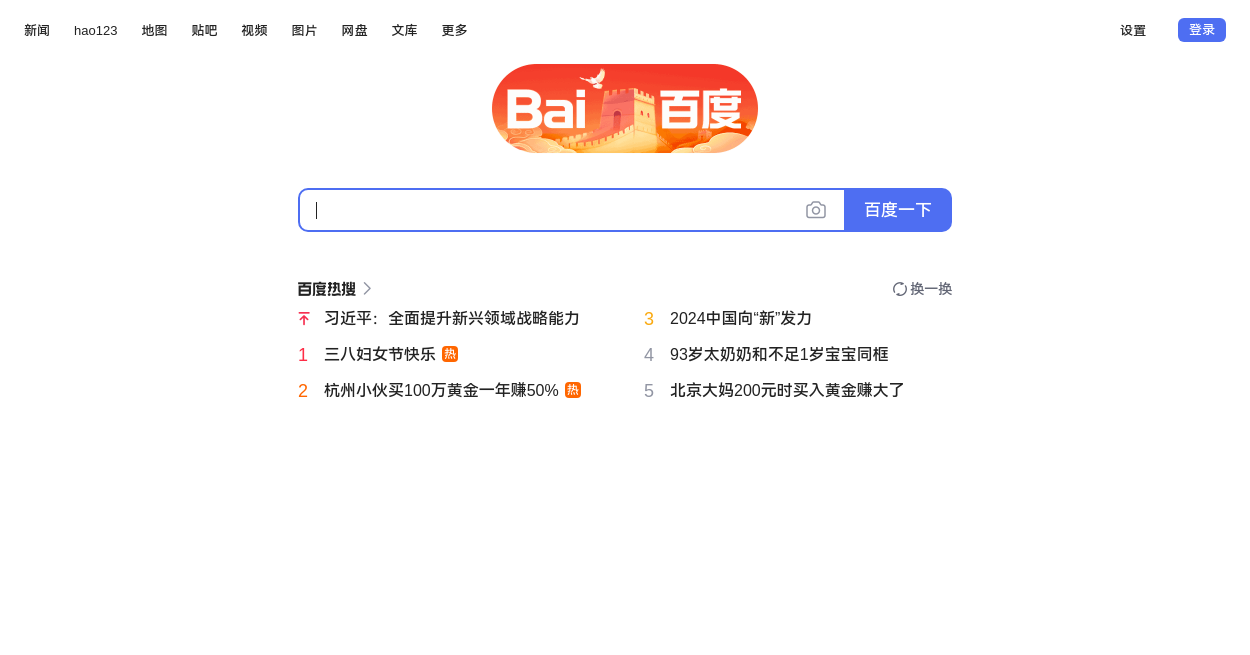 新闻 hao123 地图 贴吧 视频 图片 网盘 文库 更多 设置 登录
Bai 百度
百度一下
百度热搜 换一换
习近平：全面提升新兴领域战略能力
1 三八妇女节快乐 热
2 杭州小伙买100万黄金一年赚50% 热
3 2024中国向“新”发力
4 93岁太奶奶和不足1岁宝宝同框
5 北京大妈200元时买入黄金赚大了